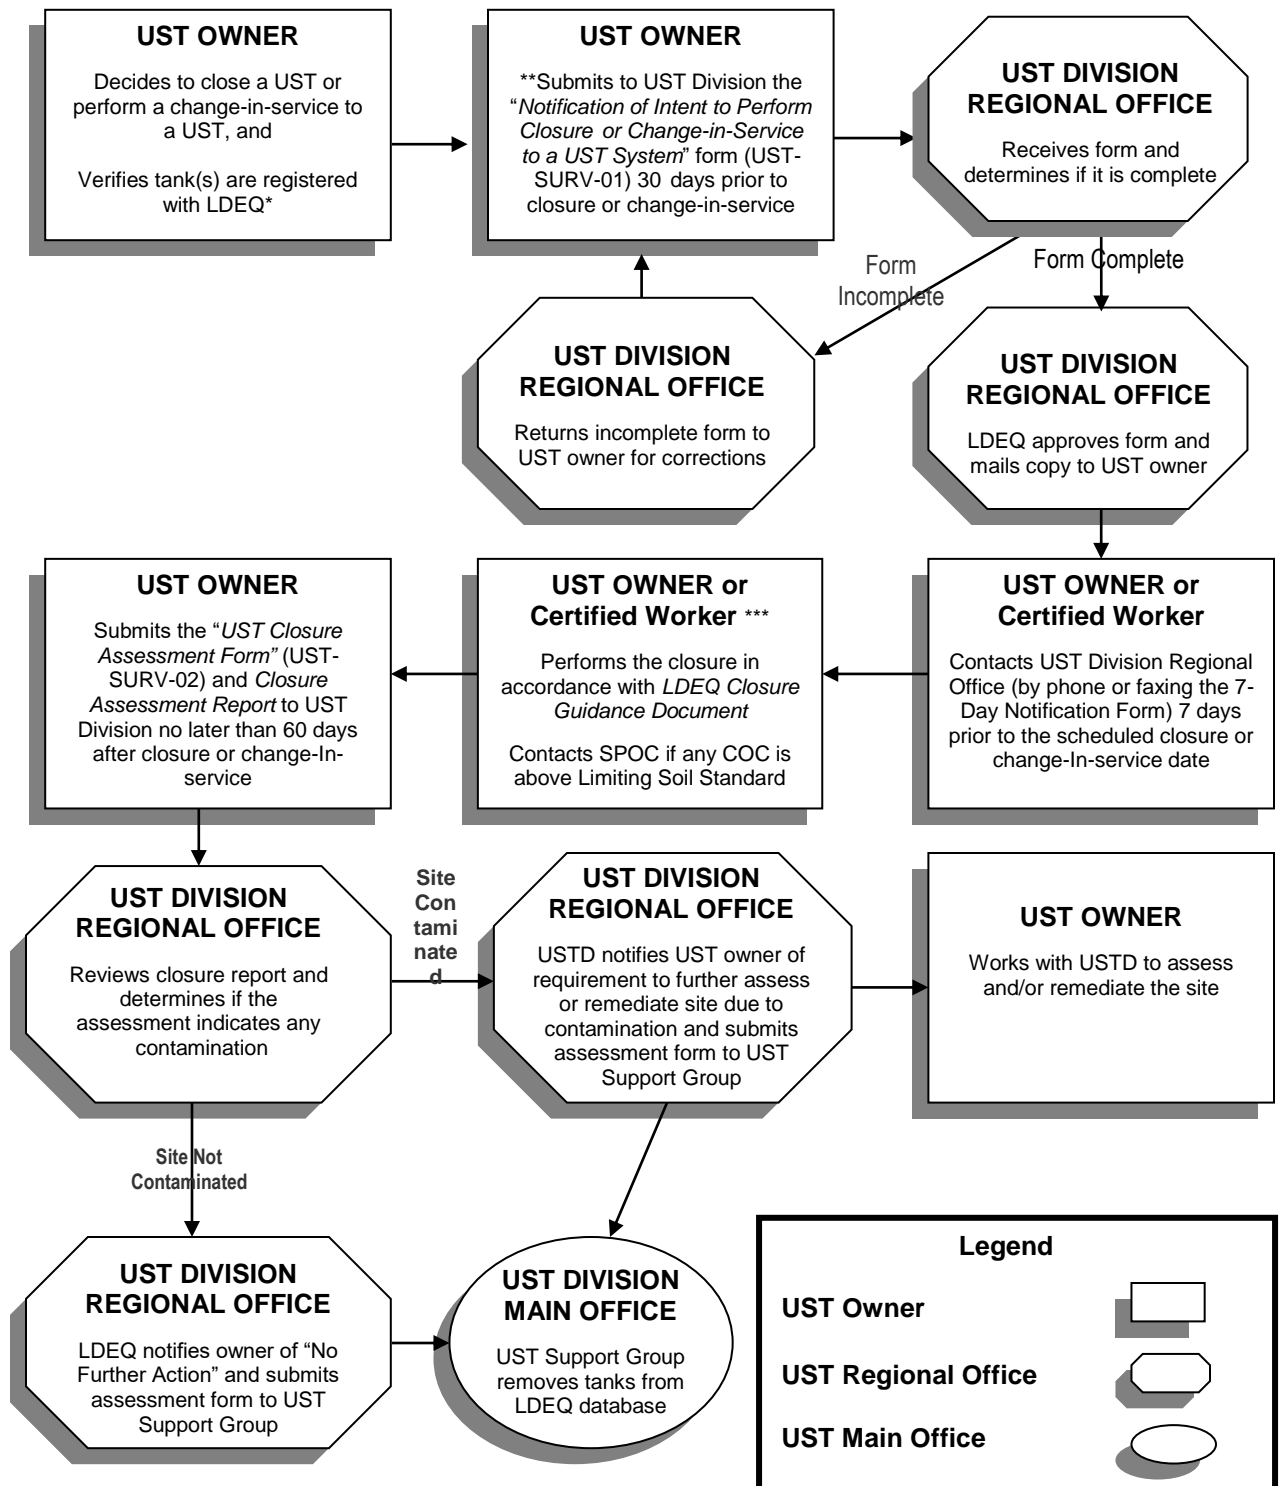 UST OWNER
Decides to close a UST or
perform a change-in-service to
a UST, and
Verifies tank(s) are registered
with LDEQ*
UST OWNER
**Submits to UST Division the
“Notification of Intent to Perform
Closure or Change-in-Service
to a UST System” form (UST-
SURV-01) 30 days prior to
closure or change-in-service
UST DIVISION
REGIONAL OFFICE
Receives form and
determines if it is complete
Form
Incomplete
Form Complete
UST DIVISION
REGIONAL OFFICE
Returns incomplete form to
UST owner for corrections
UST DIVISION
REGIONAL OFFICE
LDEQ approves form and
mails copy to UST owner
UST OWNER or
Certified Worker
Contacts UST Division Regional
Office (by phone or faxing the 7-
Day Notification Form) 7 days
prior to the scheduled closure or
change-In-service date
UST OWNER or
Certified Worker ***
Performs the closure in
accordance with LDEQ Closure
Guidance Document
Contacts SPOC if any COC is
above Limiting Soil Standard
UST OWNER
Submits the “UST Closure
Assessment Form” (UST-
SURV-02) and Closure
Assessment Report to UST
Division no later than 60 days
after closure or change-In-
service
UST DIVISION
REGIONAL OFFICE
Reviews closure report and
determines if the
assessment indicates any
contamination
Site
Con
tami
nate
d
UST DIVISION
REGIONAL OFFICE
USTD notifies UST owner of
requirement to further assess
or remediate site due to
contamination and submits
assessment form to UST
Support Group
UST OWNER
Works with USTD to assess
and/or remediate the site
Site Not
Contaminated
UST DIVISION
REGIONAL OFFICE
LDEQ notifies owner of “No
Further Action” and submits
assessment form to UST
Support Group
UST DIVISION
MAIN OFFICE
UST Support Group
removes tanks from
LDEQ database
Legend
UST Owner
UST Regional Office
UST Main Office